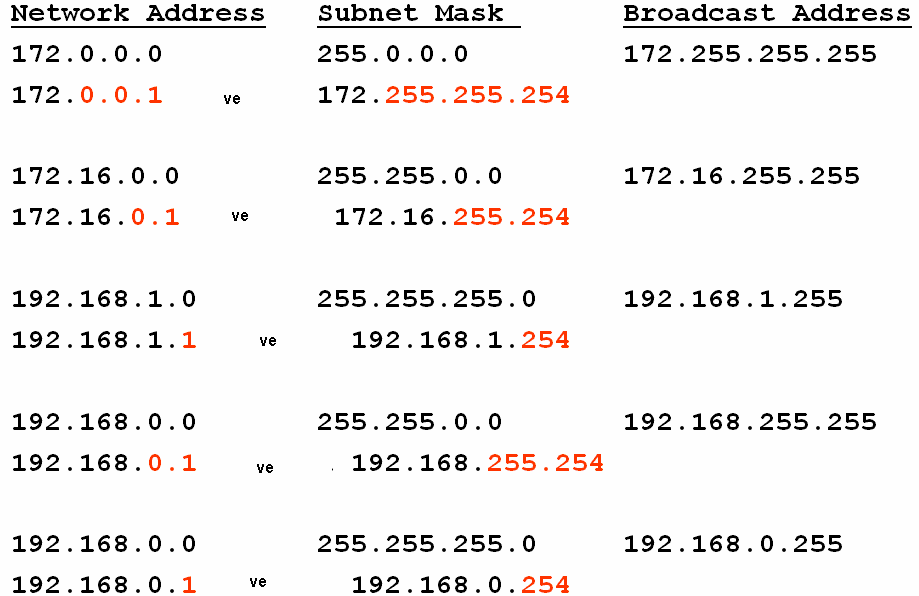 Network Address Subnet Mask Broadcast Address
172.0.0.0 255.0.0.0 172.255.255.255
172.0.0.1 ve 172.255.255.254
172.16.0.0 255.255.0.0 172.16.255.255
172.16.0.1 ve 172.16.255.254
192.168.1.0 255.255.255.0 192.168.1.255
192.168.1.1 ve 192.168.1.254
192.168.0.0 255.255.0.0 192.168.255.255
192.168.0.1 ve 192.168.255.254
192.168.0.0 255.255.255.0 192.168.0.255
192.168.0.1 ve 192.168.0.254